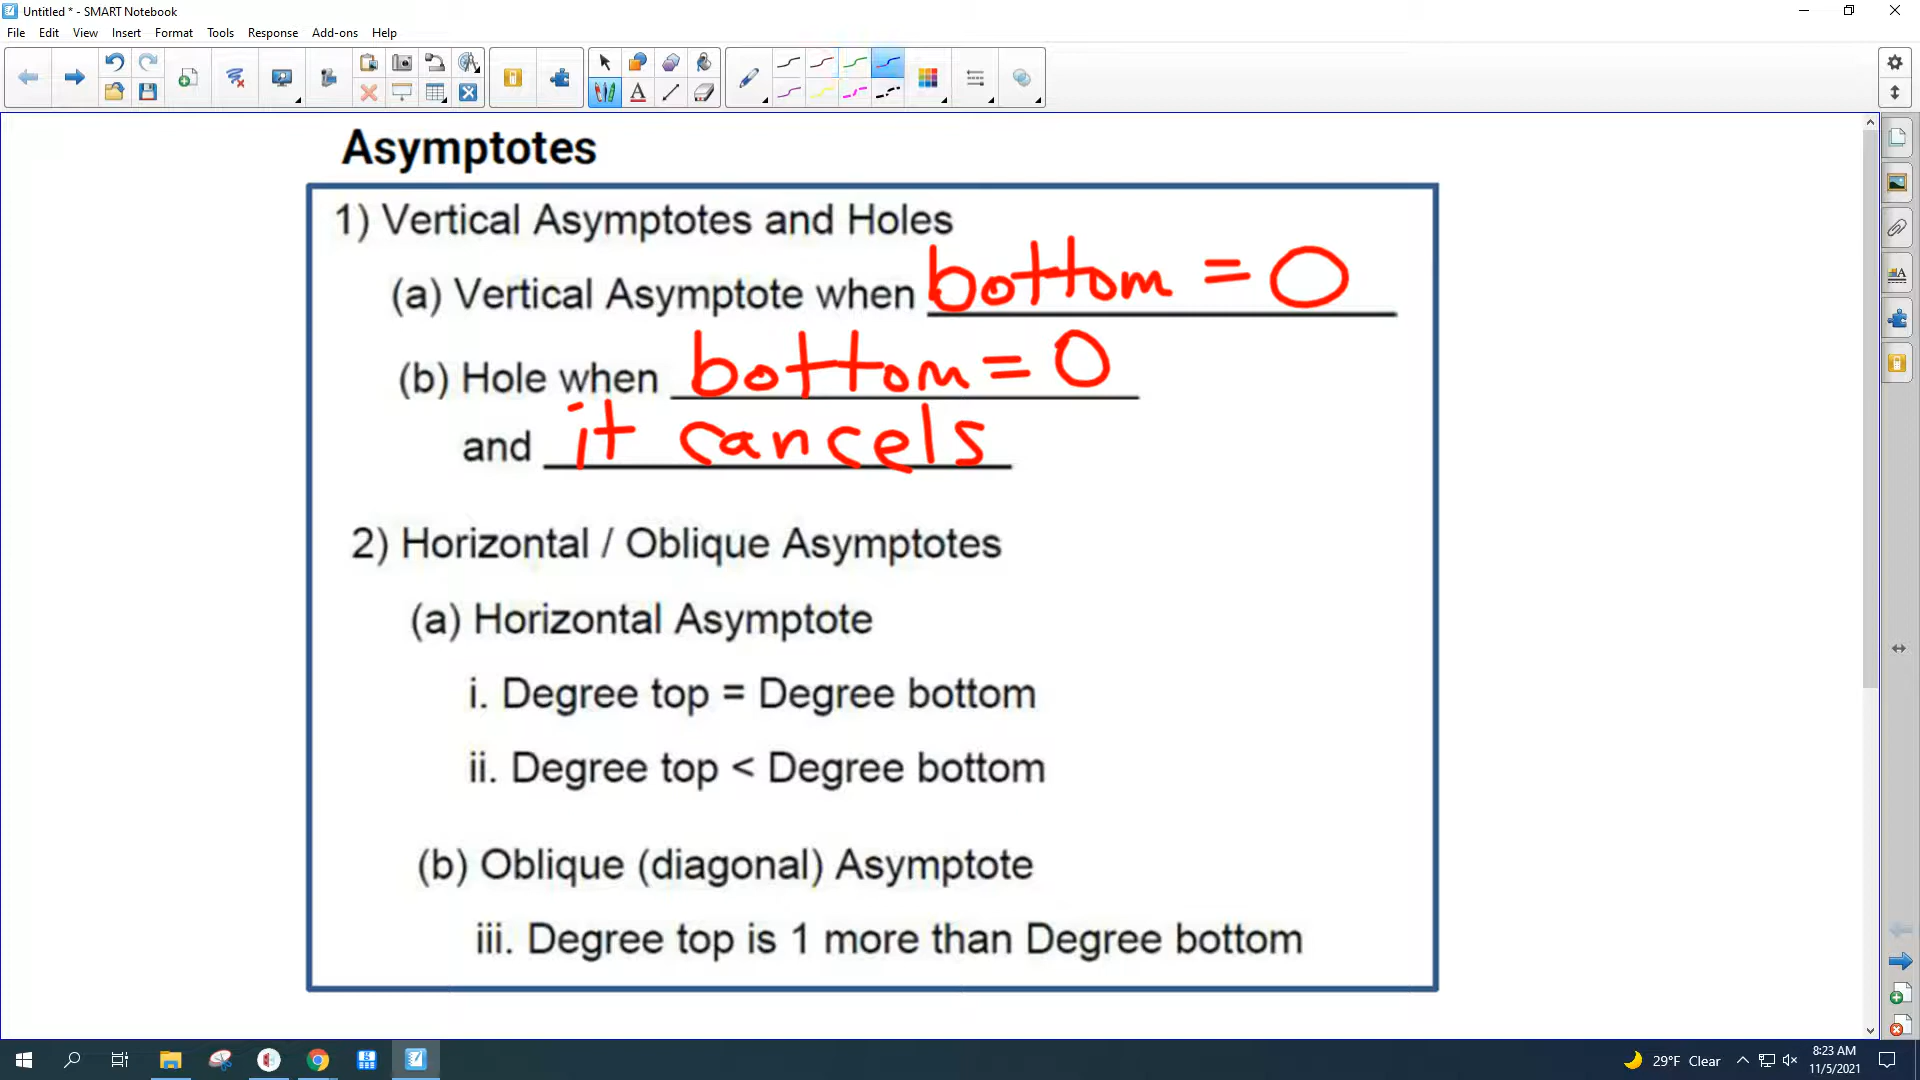 Untitled * - SMART Notebook
File Edit View Insert Format Tools Response Add-ons Help
Asymptotes
1) Vertical Asymptotes and Holes
(a) Vertical Asymptote when bottom = 0
(b) Hole when bottom = 0
and it cancels
2) Horizontal / Oblique Asymptotes
(a) Horizontal Asymptote
i. Degree top = Degree bottom
ii. Degree top < Degree bottom
(b) Oblique (diagonal) Asymptote
iii. Degree top is 1 more than Degree bottom
29°F Clear
8:23 AM
11/5/2021